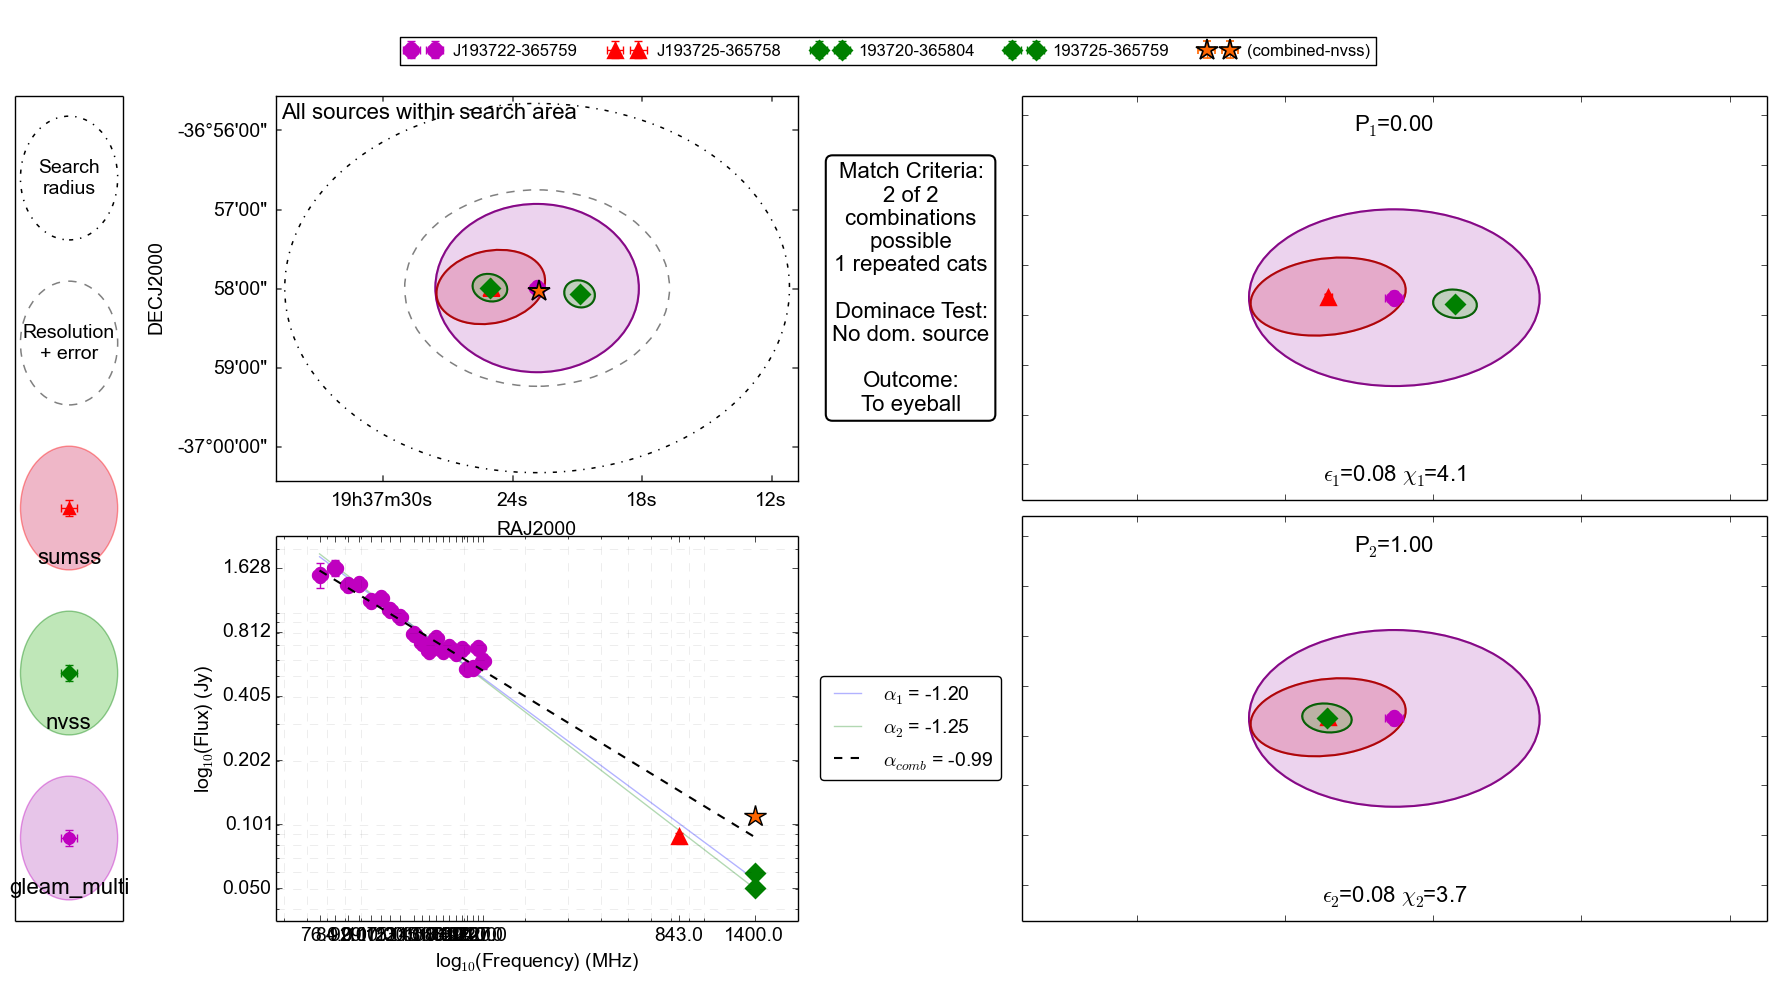 J193722-365759 J193725-365758 193720-365804 193725-365759 (combined-nvss)
Search
radius
Resolution
+ error
sumss
nvss
gleam_multi
All sources within search area
DECJ2000
-36°56'00"
57'00"
58'00"
59'00"
-37°00'00"
19h37m30s 24s 18s 12s
RAJ2000
Match Criteria:
2 of 2
combinations
possible
1 repeated cats
Dominace Test:
No dom. source
Outcome:
To eyeball
P1=0.00
ϵ1=0.08 χ1=4.1
log10(Flux) (Jy)
1.628
0.812
0.405
0.202
0.101
0.050
843.0 1400.0
log10(Frequency) (MHz)
α1 = -1.20
α2 = -1.25
αcomb = -0.99
P2=1.00
ϵ2=0.08 χ2=3.7